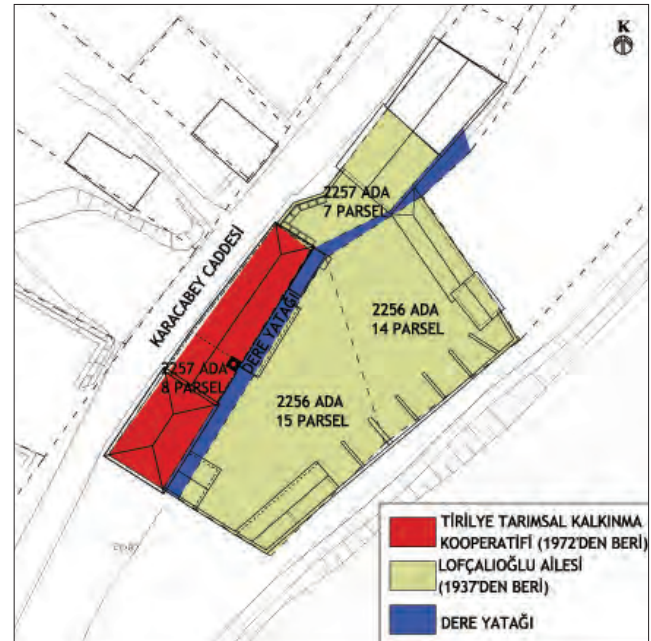 K
2257 ADA
7 PARSEL
KARACABEY CADDESİ
DERE YATAĞI
2256 ADA
14 PARSEL
2257 ADA
8 PARSEL
2256 ADA
15 PARSEL
TİRİLYE TARIMSAL KALKINMA
KOOPERATİFİ (1972'DEN BERİ)
LOFÇALIOĞLU AİLESİ
(1937'DEN BERİ)
DERE YATAĞI